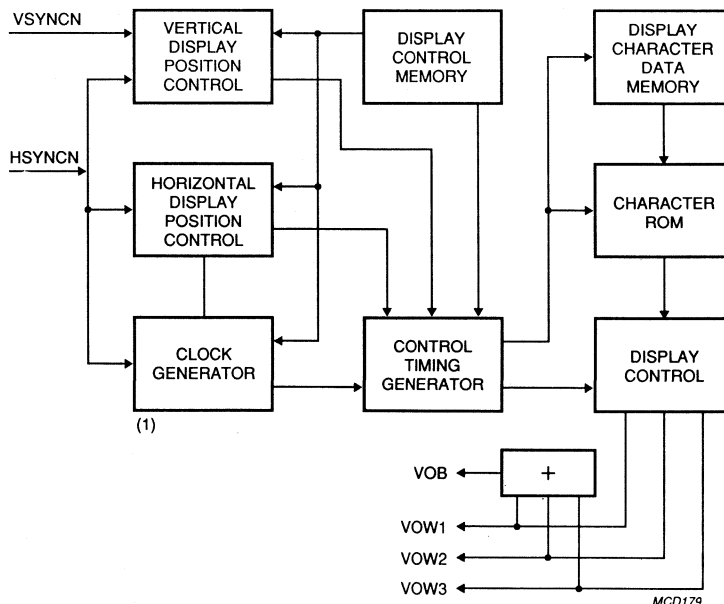 VSYNCN
VERTICAL
DISPLAY
POSITION
CONTROL
DISPLAY
CONTROL
MEMORY
DISPLAY
CHARACTER
DATA
MEMORY
HSYNCN
HORIZONTAL
DISPLAY
POSITION
CONTROL
CHARACTER
ROM
CLOCK
GENERATOR
CONTROL
TIMING
GENERATOR
DISPLAY
CONTROL
(1)
VOB
+
VOW1
VOW2
VOW3
MCD179